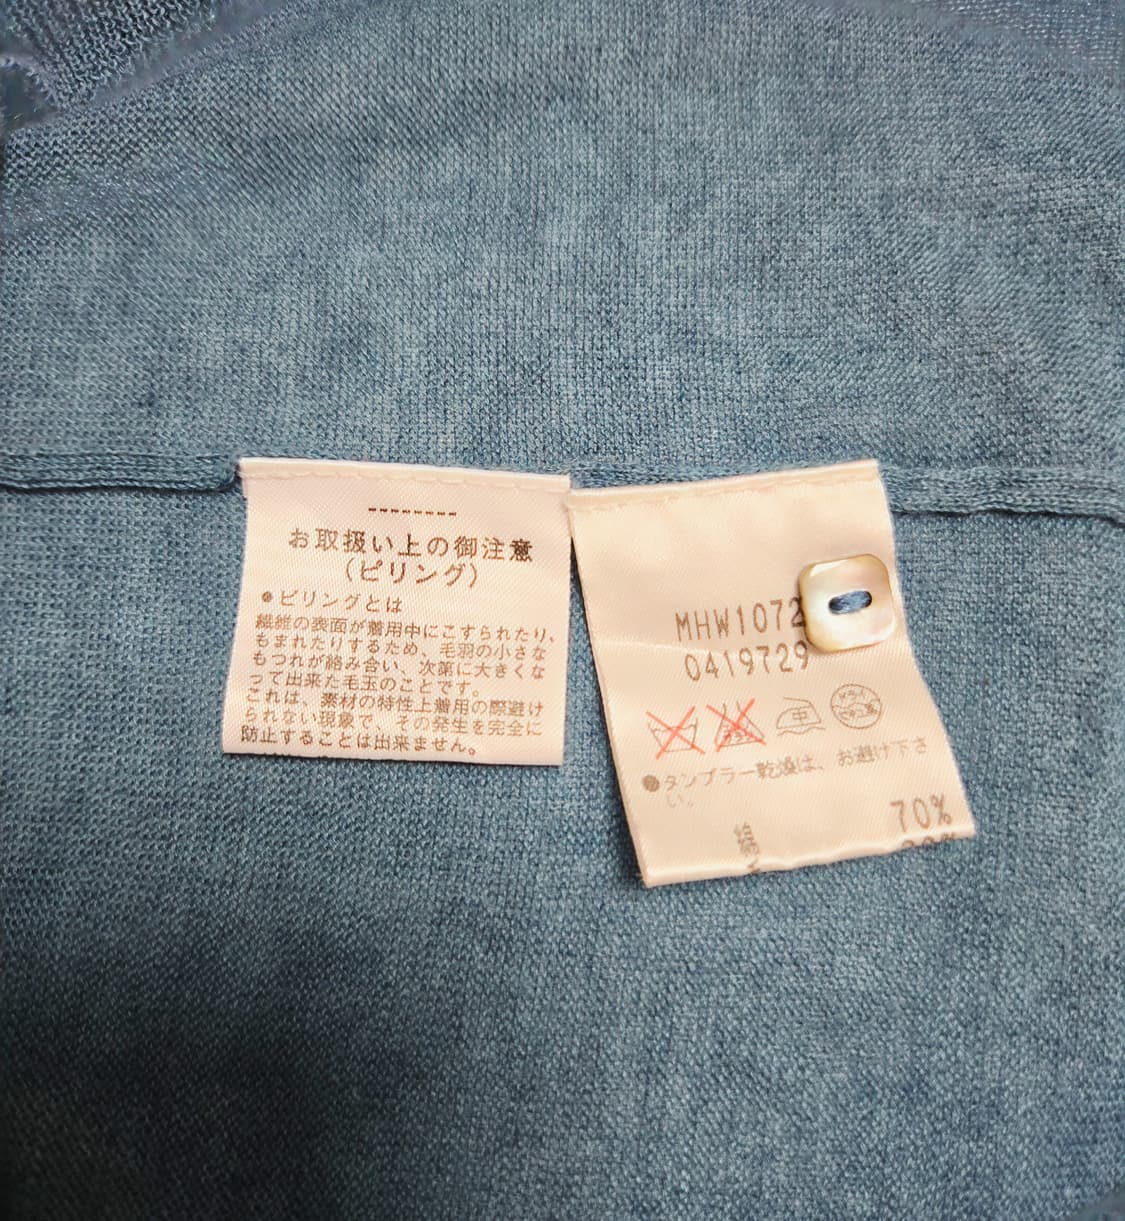 お取扱い上の御注意
(ピリング)
●ピリングとは
繊維の表面が着用中にこすられたり、
もまれたりするため、毛羽の小さな
もつれが絡み合い、次第に大きくな
って出来た毛玉のことです。
これは、素材の特性上着用の際避け
られない現象で、その発生を完全に
防止することは出来ません。
MHW1072
0419729
中 ドライ
●タンブラー乾燥は、お避け下さ
い。
綿 70%